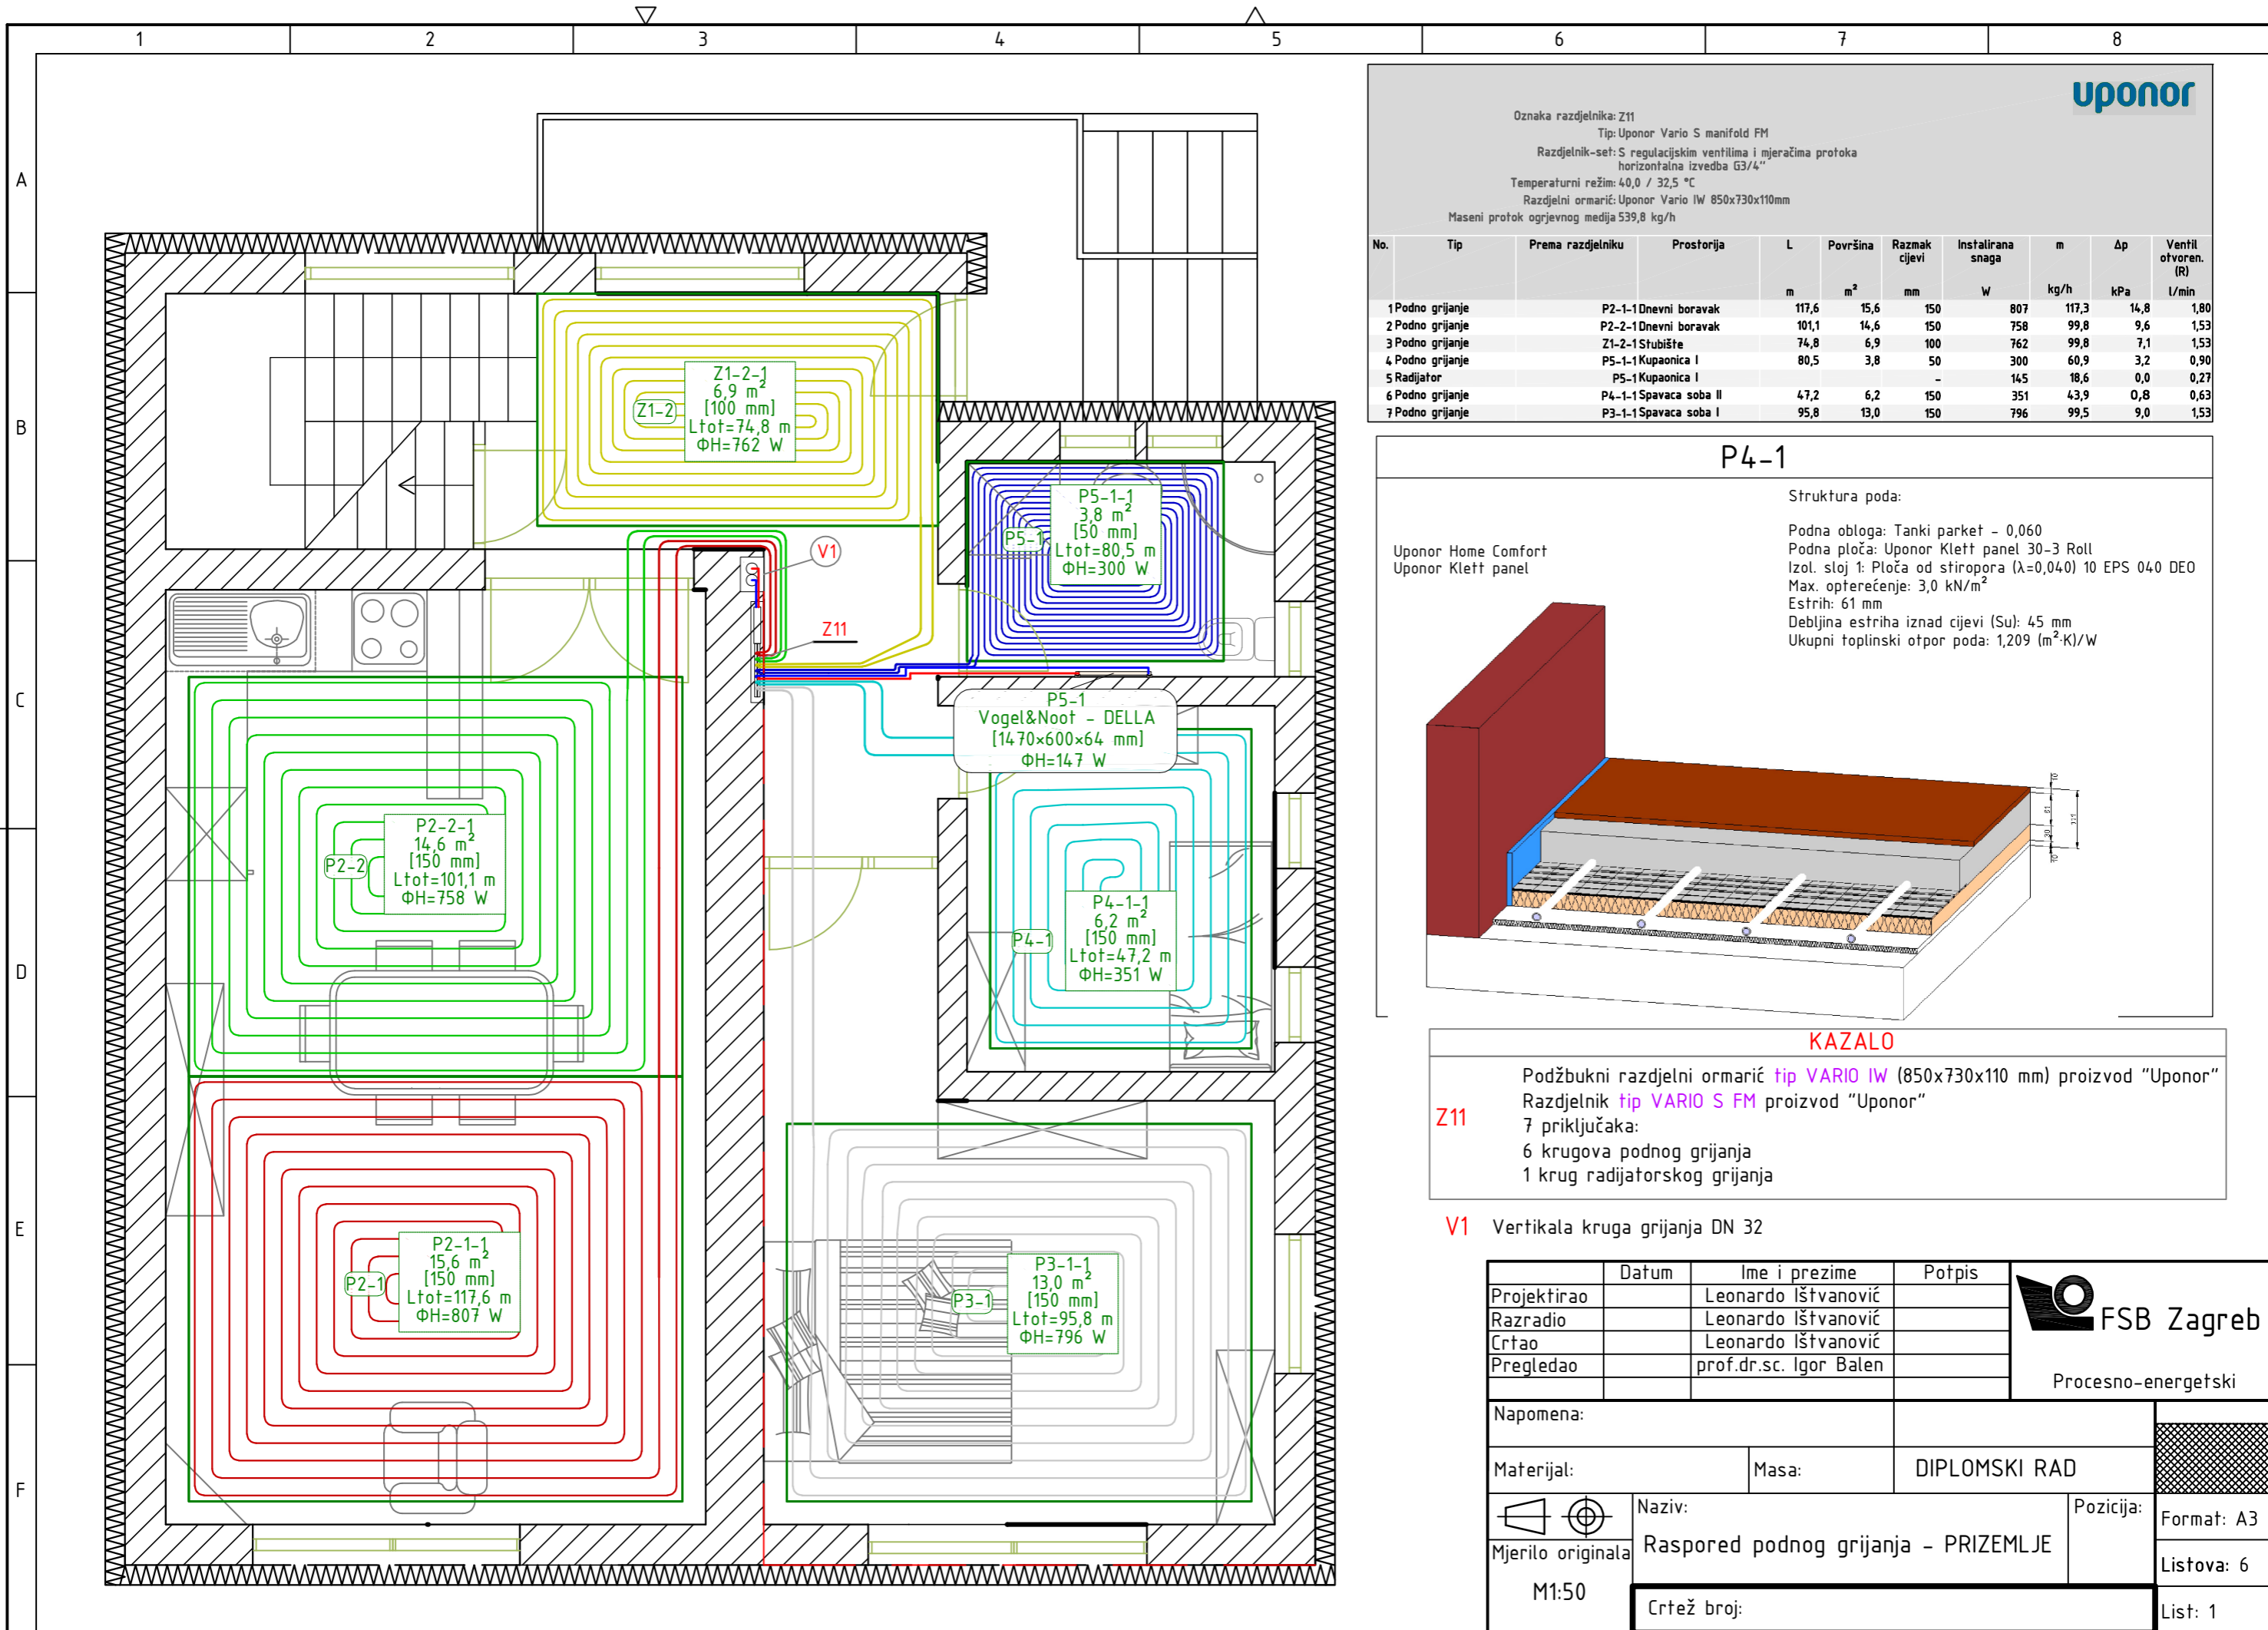 1 2 3 4 5 6 7 8
A
B
C
D
E
F
uponor
Oznaka razdjelnika: Z11
Tip: Uponor Vario S manifold FM
Razdjelnik-set: S regulacijskim ventilima i mjeračima protoka
horizontalna izvedba G3/4"
Temperaturni režim: 40,0 / 32,5 °C
Razdjelni ormarić: Uponor Vario IW 850x730x110mm
Maseni protok ogrjevnog medija 539,8 kg/h
No. Tip Prema razdjelniku Prostorija L Površina Razmak cijevi Instalirana snaga m Δp Ventil otvoren. (R)
m m² mm W kg/h kPa l/min
1 Podno grijanje P2-1-1 Dnevni boravak 117,6 15,6 150 807 117,3 14,8 1,80
2 Podno grijanje P2-2-1 Dnevni boravak 101,1 14,6 150 758 99,8 9,6 1,53
3 Podno grijanje Z1-2-1 Stubište 74,8 6,9 100 762 99,8 7,1 1,53
4 Podno grijanje P5-1-1 Kupaonica I 80,5 3,8 50 300 60,9 3,2 0,90
5 Radijator P5-1 Kupaonica I - 145 18,6 0,0 0,27
6 Podno grijanje P4-1-1 Spavaca soba II 47,2 6,2 150 351 43,9 0,8 0,63
7 Podno grijanje P3-1-1 Spavaca soba I 95,8 13,0 150 796 99,5 9,0 1,53
Z1-2
Z1-2-1
6,9 m²
[100 mm]
Ltot=74,8 m
ΦH=762 W
P5-1
P5-1-1
3,8 m²
[50 mm]
Ltot=80,5 m
ΦH=300 W
V1
Z11
P5-1
Vogel&Noot - DELLA
[1470×600×64 mm]
ΦH=147 W
P2-2
P2-2-1
14,6 m²
[150 mm]
Ltot=101,1 m
ΦH=758 W
P4-1
P4-1-1
6,2 m²
[150 mm]
Ltot=47,2 m
ΦH=351 W
P2-1
P2-1-1
15,6 m²
[150 mm]
Ltot=117,6 m
ΦH=807 W
P3-1
P3-1-1
13,0 m²
[150 mm]
Ltot=95,8 m
ΦH=796 W
P4-1
Uponor Home Comfort
Uponor Klett panel
Struktura poda:
Podna obloga: Tanki parket - 0,060
Podna ploča: Uponor Klett panel 30-3 Roll
Izol. sloj 1: Ploča od stiropora (λ=0,040) 10 EPS 040 DEO
Max. opterećenje: 3,0 kN/m²
Estrih: 61 mm
Debljina estriha iznad cijevi (Su): 45 mm
Ukupni toplinski otpor poda: 1,209 (m²·K)/W
10
61
30
10
KAZALO
Z11
Podžbukni razdjelni ormarić tip VARIO IW (850x730x110 mm) proizvod "Uponor"
Razdjelnik tip VARIO S FM proizvod "Uponor"
7 priključaka:
6 krugova podnog grijanja
1 krug radijatorskog grijanja
V1 Vertikala kruga grijanja DN 32
Datum Ime i prezime Potpis
Projektirao Leonardo Ištvanović
Razradio Leonardo Ištvanović
Crtao Leonardo Ištvanović
Pregledao prof.dr.sc. Igor Balen
FSB Zagreb
Procesno-energetski
Napomena:
Materijal: Masa: DIPLOMSKI RAD
Naziv: Pozicija: Format: A3
Raspored podnog grijanja - PRIZEMLJE
Mjerilo originala
M1:50
Listova: 6
Crtež broj:
List: 1